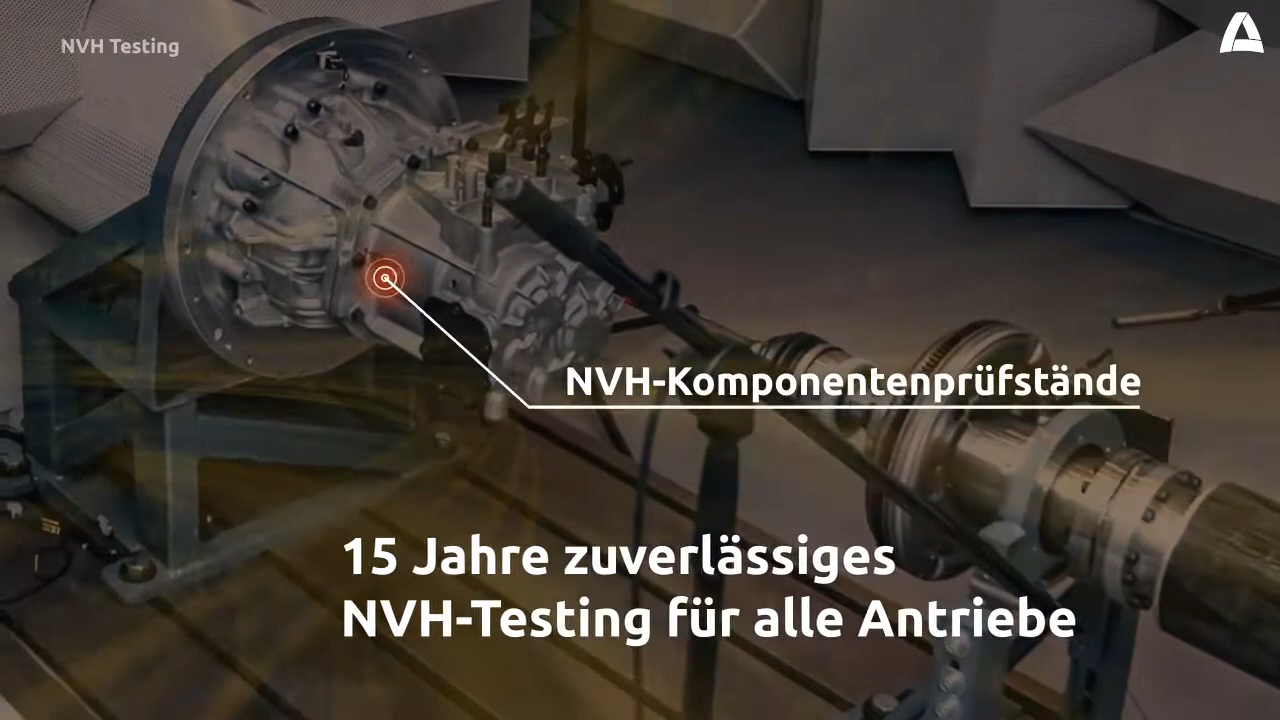 NVH Testing
NVH-Komponentenprüfstände
15 Jahre zuverlässiges
NVH-Testing für alle Antriebe